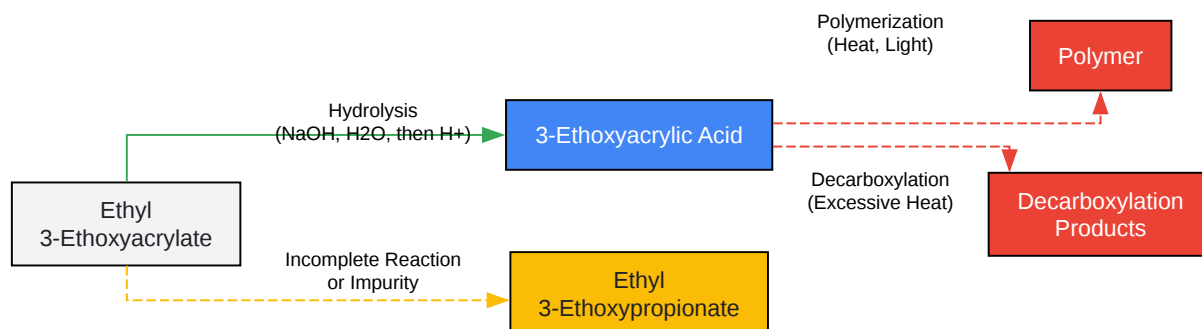 Polymerization
(Heat, Light)
Polymer
Hydrolysis
(NaOH, H2O, then H+)
3-Ethoxyacrylic Acid
Decarboxylation
(Excessive Heat)
Decarboxylation
Products
Ethyl
3-Ethoxyacrylate
Incomplete Reaction
or Impurity
Ethyl
3-Ethoxypropionate